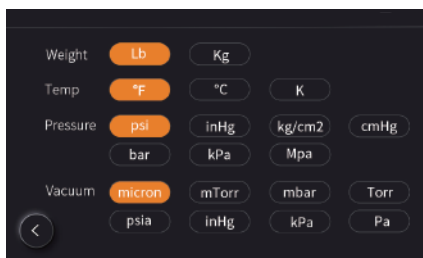 Weight Lb Kg
Temp °F °C K
Pressure psi inHg kg/cm2 cmHg
bar kPa Mpa
Vacuum micron mTorr mbar Torr
psia inHg kPa Pa